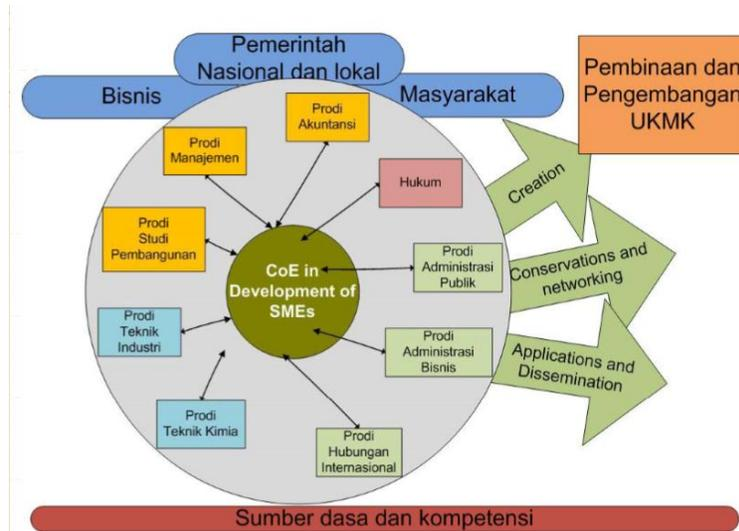 Pemerintah
Nasional dan lokal
Bisnis
Masyarakat
Pembinaan dan
Pengembangan
UKMK
Prodi
Akuntansi
Prodi
Manajemen
Hukum
Prodi
Studi
Pembangunan
Prodi
Administrasi
Publik
CoE in
Development of
SMEs
Prodi
Teknik
Industri
Prodi
Administrasi
Bisnis
Prodi
Teknik Kimia
Prodi
Hubungan
Internasional
Creation
Conservations and
networking
Applications and
Dissemination
Sumber dasa dan kompetensi